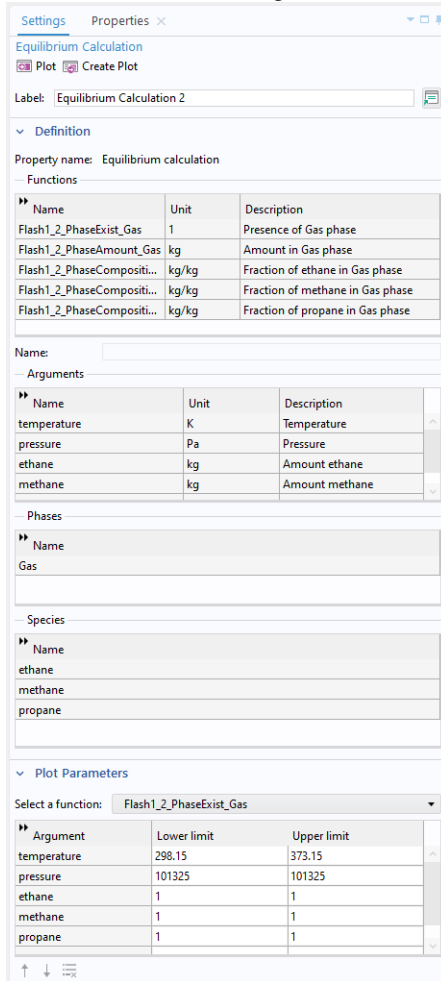 Settings Properties
Equilibrium Calculation
Plot Create Plot
Label: Equilibrium Calculation 2
Definition
Property name: Equilibrium calculation
Functions
Name Unit Description
Flash1_2_PhaseExist_Gas 1 Presence of Gas phase
Flash1_2_PhaseAmount_Gas kg Amount in Gas phase
Flash1_2_PhaseCompositi... kg/kg Fraction of ethane in Gas phase
Flash1_2_PhaseCompositi... kg/kg Fraction of methane in Gas phase
Flash1_2_PhaseCompositi... kg/kg Fraction of propane in Gas phase
Name:
Arguments
Name Unit Description
temperature K Temperature
pressure Pa Pressure
ethane kg Amount ethane
methane kg Amount methane
Phases
Name
Gas
Species
Name
ethane
methane
propane
Plot Parameters
Select a function: Flash1_2_PhaseExist_Gas
Argument Lower limit Upper limit
temperature 298.15 373.15
pressure 101325 101325
ethane 1 1
methane 1 1
propane 1 1